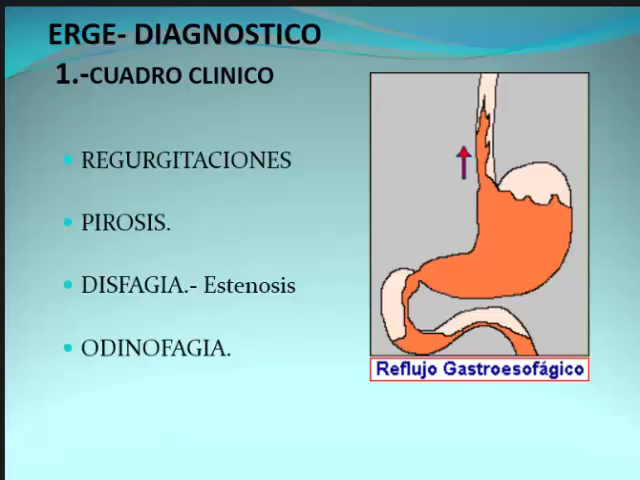 ERGE- DIAGNOSTICO
1.-CUADRO CLINICO
REGURGITACIONES
PIROSIS.
DISFAGIA.- Estenosis
ODINOFAGIA.
Reflujo Gastroesofágico